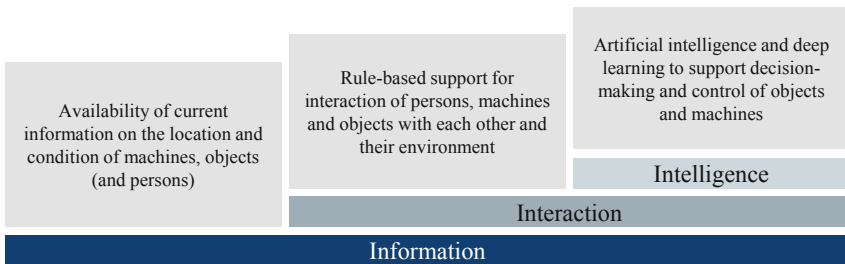 Availability of current
information on the location and
condition of machines, objects
(and persons)
Rule-based support for
interaction of persons, machines
and objects with each other and
their environment
Artificial intelligence and deep
learning to support decision-
making and control of objects
and machines
Intelligence
Interaction
Information